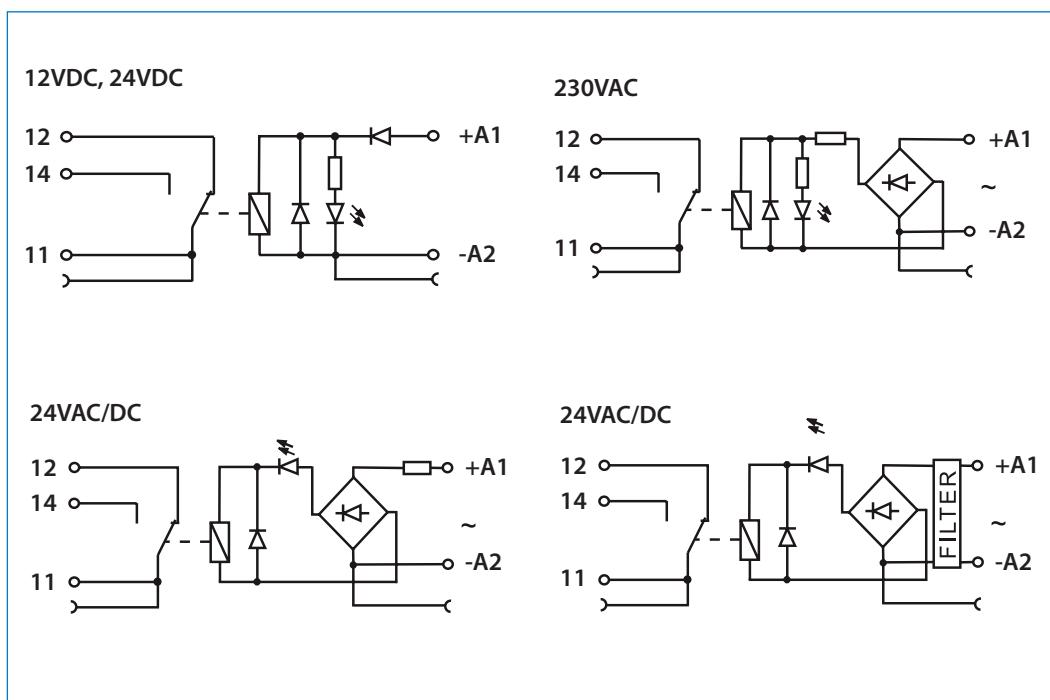 12VDC, 24VDC
12
14
11
+A1
-A2
230VAC
12
14
11
+A1
~
-A2
24VAC/DC
12
14
11
+A1
~
-A2
24VAC/DC
12
14
11
FILTER
+A1
~
-A2